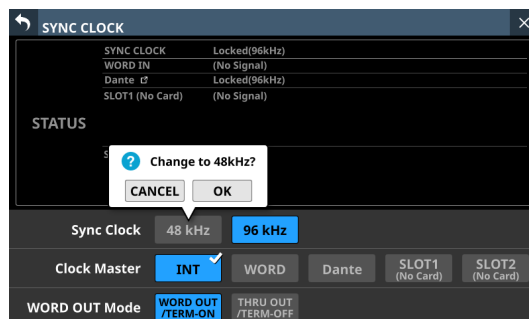 SYNC CLOCK
SYNC CLOCK Locked(96kHz)
WORD IN (No Signal)
Dante Locked(96kHz)
SLOT1 (No Card) (No Signal)
STATUS
S
Change to 48kHz?
CANCEL OK
Sync Clock 48 kHz 96 kHz
Clock Master INT WORD Dante SLOT1 (No Card) SLOT2 (No Card)
WORD OUT Mode WORD OUT /TERM-ON THRU OUT /TERM-OFF